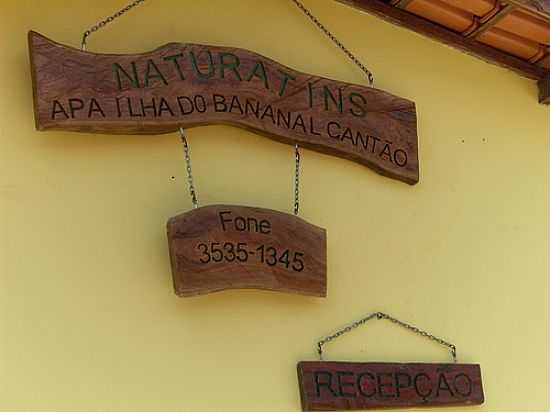 NATURATINS
APA ILHA DO BANANAL CANTÃO
Fone
3535-1345
RECEPÇÃO